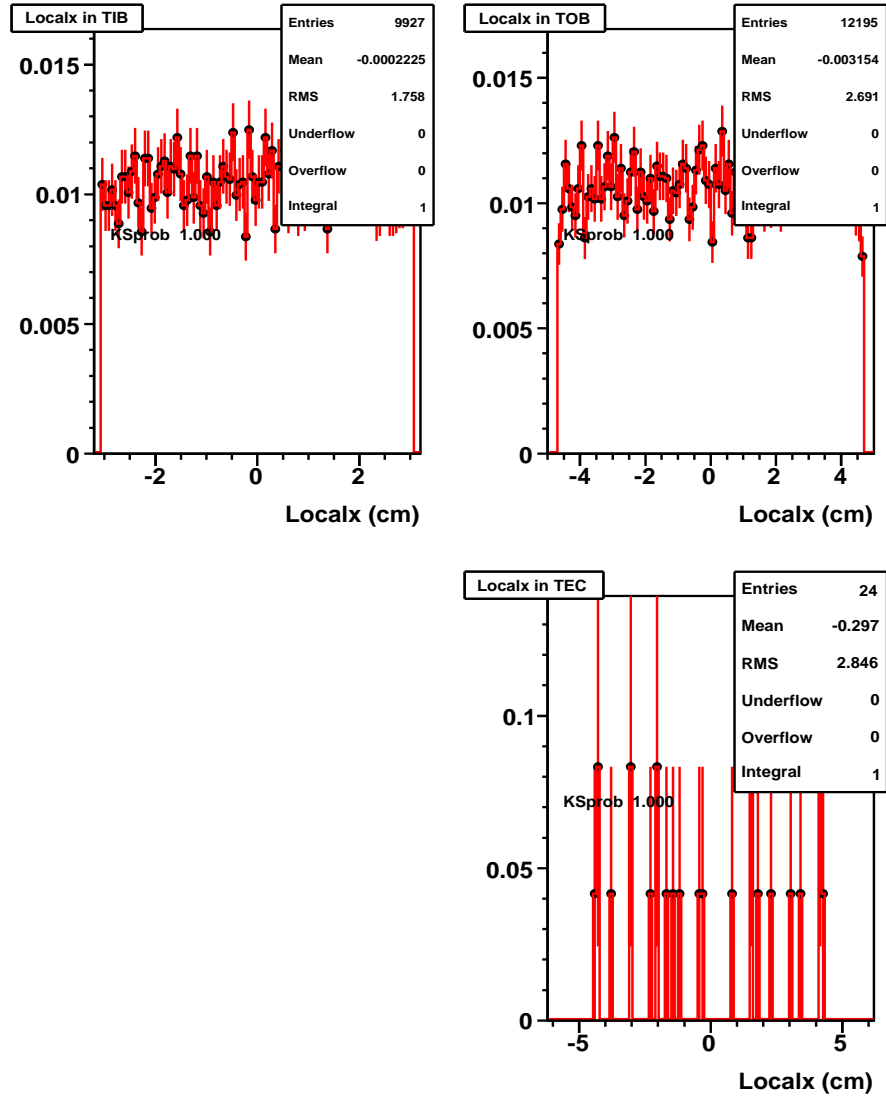 Localx in TIB
Entries 9927
Mean -0.0002225
RMS 1.758
Underflow 0
Overflow 0
Integral 1
0.015
0.01
0.005
0
KSprob 1.000
-2 0 2
Localx (cm)
Localx in TOB
Entries 12195
Mean -0.003154
RMS 2.691
Underflow 0
Overflow 0
Integral 1
0.015
0.01
0.005
0
KSprob 1.000
-4 -2 0 2 4
Localx (cm)
Localx in TEC
Entries 24
Mean -0.297
RMS 2.846
Underflow 0
Overflow 0
Integral 1
0.1
0.05
0
KSprob 1.000
-5 0 5
Localx (cm)